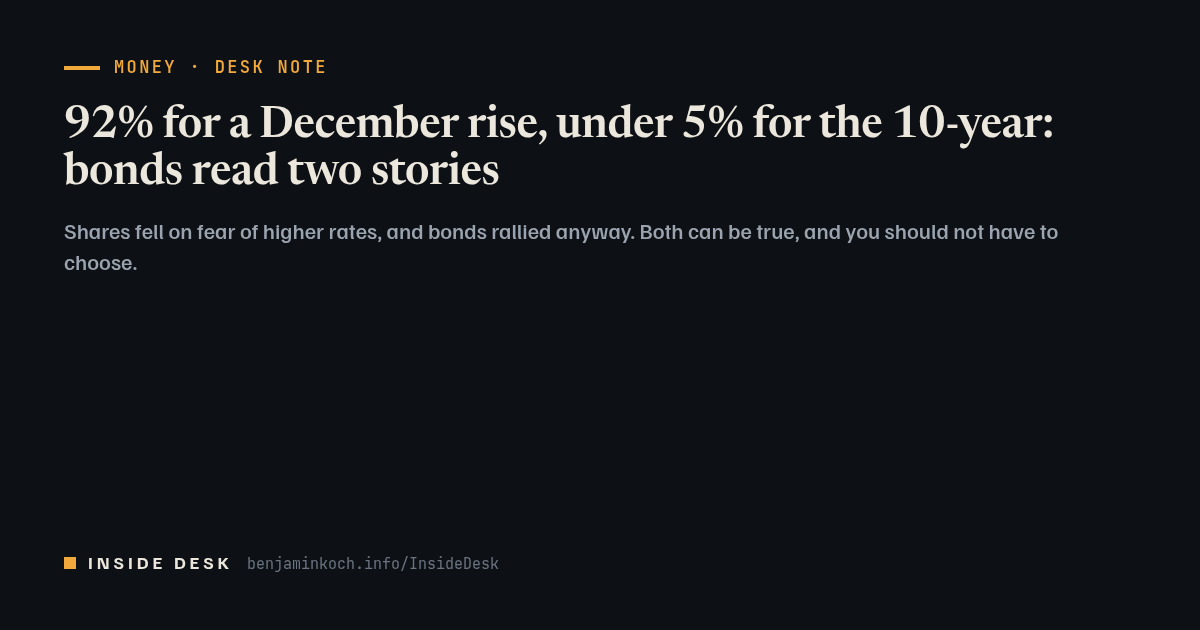 MONEY · DESK NOTE
92% for a December rise, under 5% for the 10-year:
bonds read two stories
Shares fell on fear of higher rates, and bonds rallied anyway. Both can be true, and you should not have to
choose.
INSIDE DESK benjaminkoch.info/InsideDesk